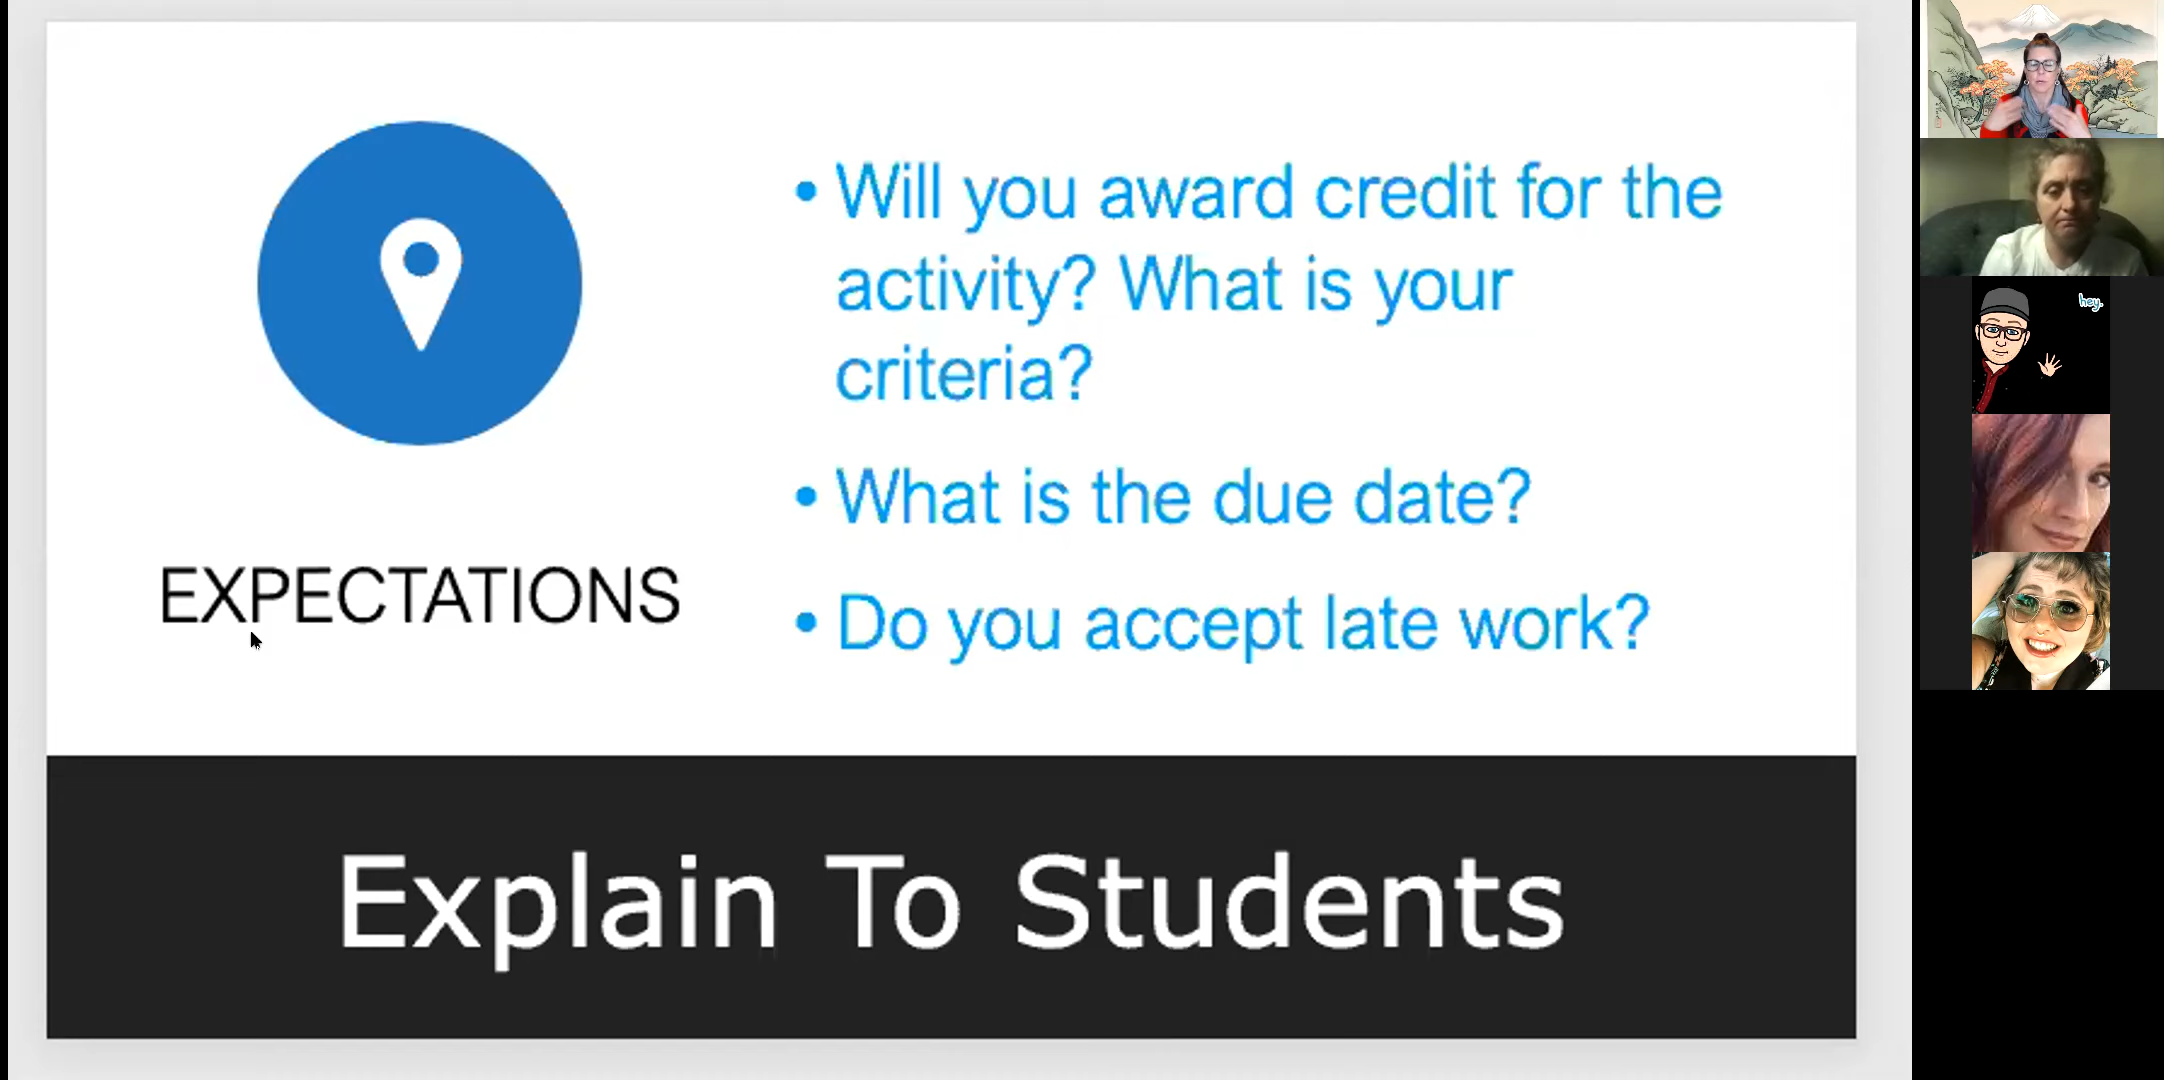 • Will you award credit for the
activity? What is your
criteria?
• What is the due date?
• Do you accept late work?
EXPECTATIONS
Explain To Students
hey.